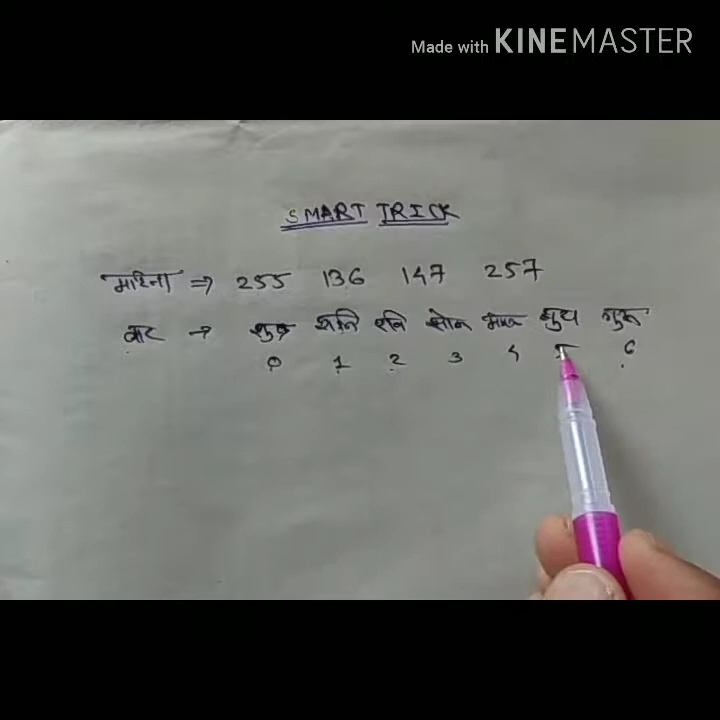 Made with KINEMASTER
SMART TRICK
महिना ⇒ 255 136 147 257
वार → शुक्र शनि रवि सोम मंगळ बुध गुरू
0 1 2 3 4 5 6